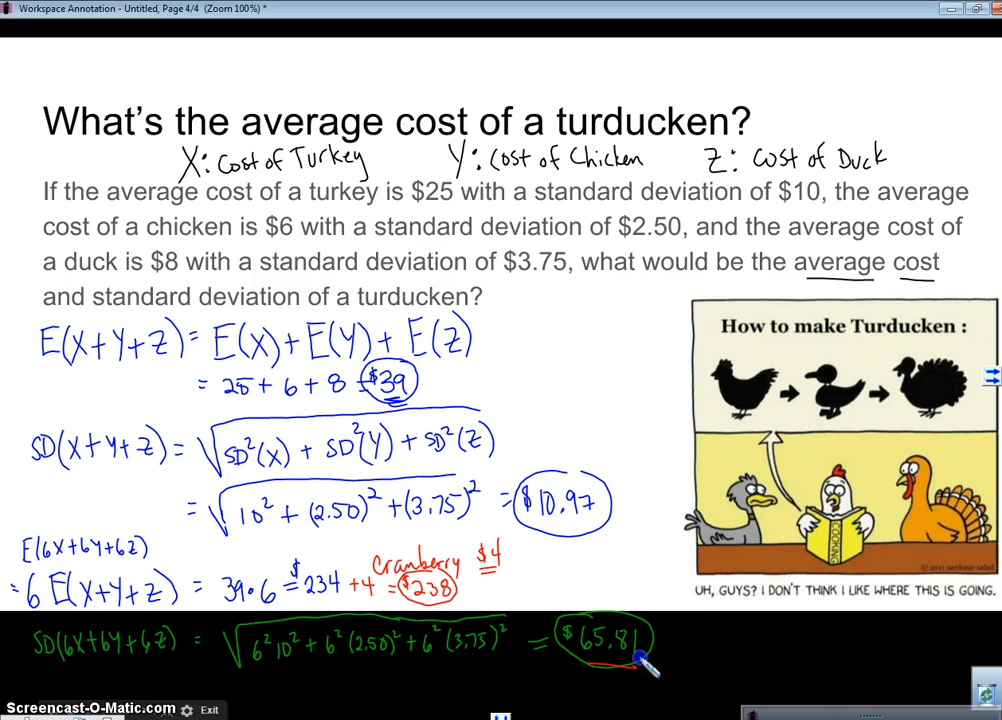 Workspace Annotation - Untitled, Page 4/4 (Zoom 100%) *
What's the average cost of a turducken?
X: Cost of Turkey Y: Cost of Chicken Z: Cost of Duck
If the average cost of a turkey is $25 with a standard deviation of $10, the average
cost of a chicken is $6 with a standard deviation of $2.50, and the average cost of
a duck is $8 with a standard deviation of $3.75, what would be the average cost
and standard deviation of a turducken?
E(X+Y+Z) = E(X) + E(Y) + E(Z)
= 25 + 6 + 8 = $39
SD(X+Y+Z) = √SD²(X) + SD²(Y) + SD²(Z)
= √10² + (2.50)² + (3.75)² = $10.97
E(6X+6Y+6Z)
= 6 E(X+Y+Z) = 39·6 = $234 +4 = $238
Cranberry $4
SD(6X+6Y+6Z) = √6²10² + 6²(2.50)² + 6²(3.75)² = $65.81
How to make Turducken :
COOKING
© 2011 sardonic salad
UH, GUYS? I DON'T THINK I LIKE WHERE THIS IS GOING.
Screencast-O-Matic.com Exit